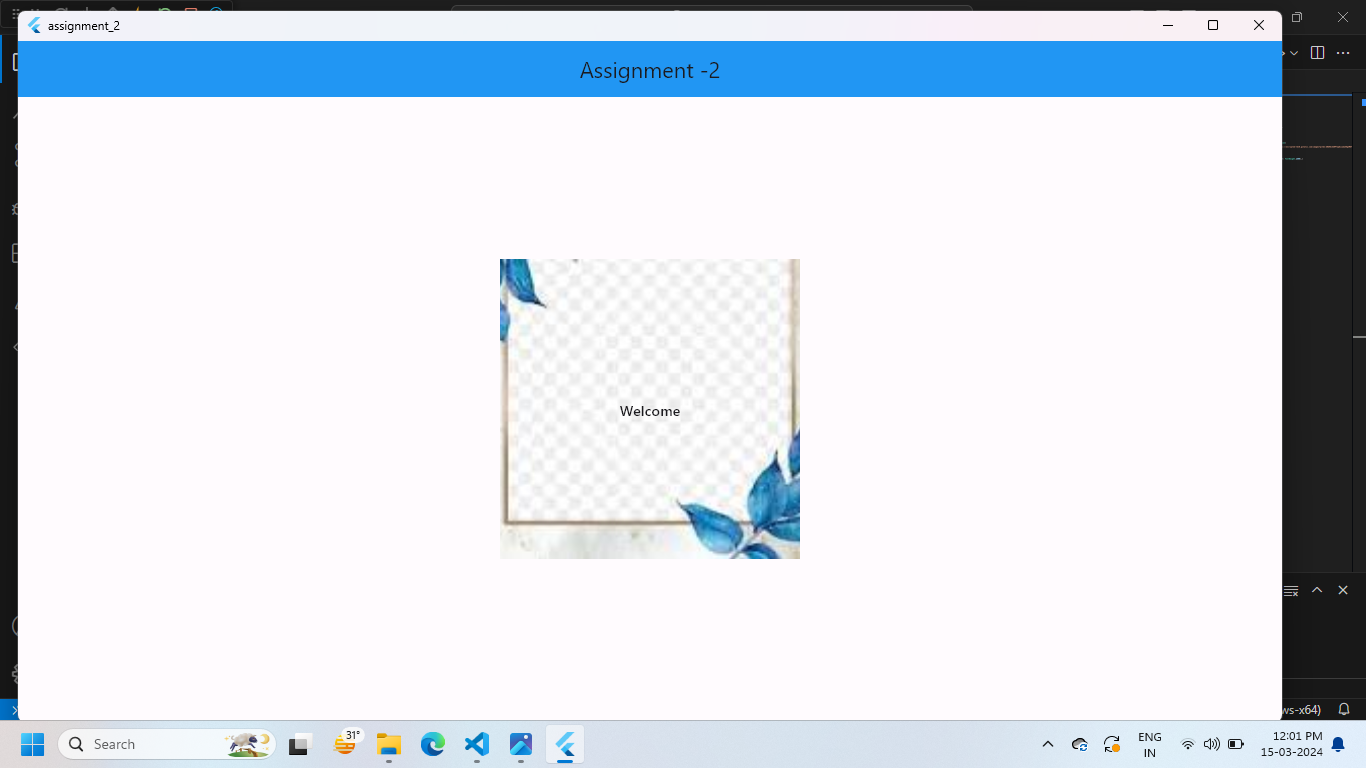 assignment_2
Assignment -2
Welcome
ws-x64)
Search
31°
ENG
IN
12:01 PM
15-03-2024